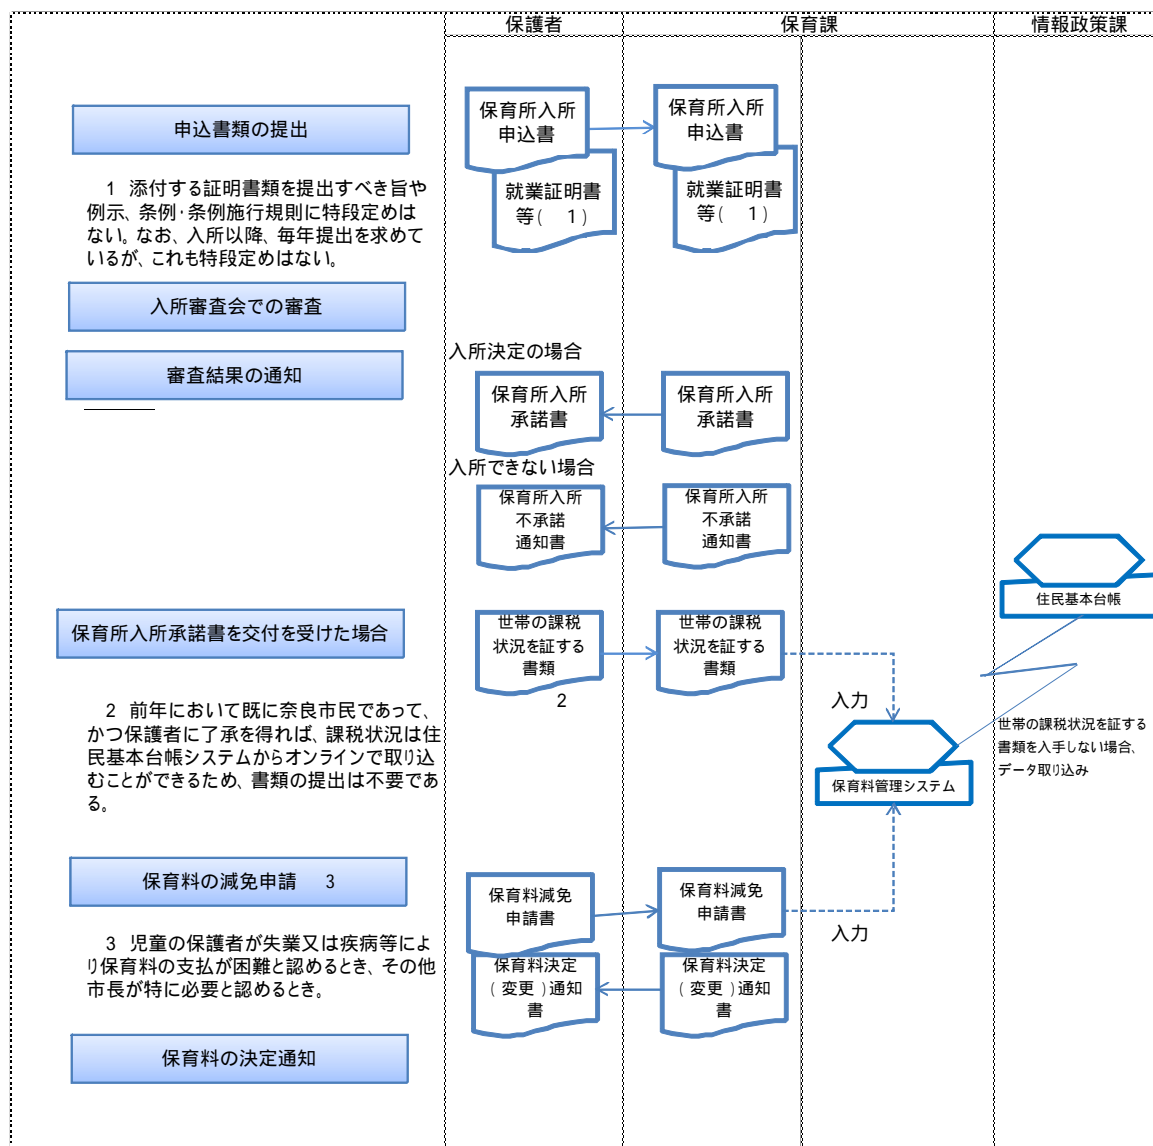 保護者
保育課
情報政策課
申込書類の提出
保育所入所
申込書
就業証明書
等(　1)
保育所入所
申込書
就業証明書
等(　1)
1 添付する証明書類を提出すべき旨や
例示、条例・条例施行規則に特段定めは
ない。なお、入所以降、毎年提出を求めて
いるが、これも特段定めはない。
入所審査会での審査
審査結果の通知
入所決定の場合
保育所入所
承諾書
保育所入所
承諾書
入所できない場合
保育所入所
不承諾
通知書
保育所入所
不承諾
通知書
住民基本台帳
保育所入所承諾書を交付を受けた場合
世帯の課税
状況を証する
書類
2
世帯の課税
状況を証する
書類
入力
2 前年において既に奈良市民であって、
かつ保護者に了承を得れば、課税状況は住
民基本台帳システムからオンラインで取り込
むことができるため、書類の提出は不要であ
る。
保育料管理システム
世帯の課税状況を証する
書類を入手しない場合、
データ取り込み
保育料の減免申請　3
保育料減免
申請書
保育料減免
申請書
入力
3 児童の保護者が失業又は疾病等によ
り保育料の支払が困難と認めるとき、その他
市長が特に必要と認めるとき。
保育料決定
(変更)通知
書
保育料決定
(変更)通知
書
保育料の決定通知